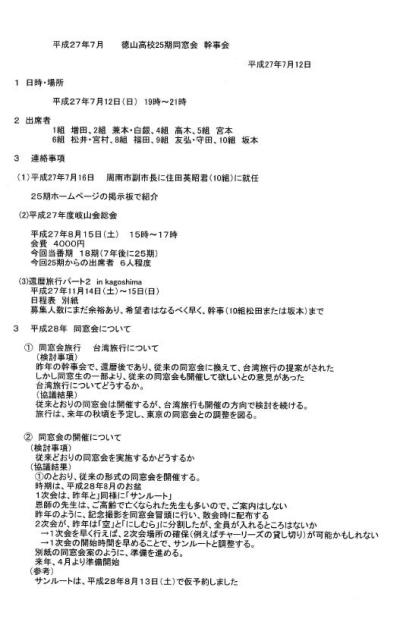 平成27年7月　徳山高校25期同窓会 幹事会
平成27年7月12日
1 日時・場所
平成27年7月12日(日) 19時~21時
2 出席者
1組 増田、2組 兼本・白銀、4組 高木、5組 宮本
6組 松井・宮村、8組 福田、9組 友弘・守田、10組 坂本
3 連絡事項
(1)平成27年7月16日 周南市副市長に住田英昭君(10組)に就任
25期ホームページの掲示板で紹介
(2)平成27年度岐山会総会
平成27年8月15日(土) 15時~17時
会費 4000円
今回当番期 18期(7年後に25期)
今回25期からの出席者 6人程度
(3)還暦旅行パート2 in kagoshima
平成27年11月14日(土)~15日(日)
日程表 別紙
募集人数にまだ余裕あり、希望者はなるべく早く、幹事(10組松田または坂本)まで
3 平成28年 同窓会について
① 同窓会旅行 台湾旅行について
(検討事項)
昨年の幹事会で、還暦後であり、従来の同窓会に換えて、台湾旅行の提案がされた
しかし同窓生の一部より、従来の同窓会も開催して欲しいとの意見があった
台湾旅行についてどうするか。
(協議結果)
従来とおりの同窓会は開催するが、台湾旅行も開催の方向で検討を続ける。
旅行は、来年の秋頃を予定し、東京の同窓会との調整を図る。
② 同窓会の開催について
(検討事項)
従来どおりの同窓会を実施するかどうするか
(協議結果)
①のとおり、従来の形式の同窓会を開催する。
時期は、平成28年8月のお盆
1次会は、昨年と」同様に「サンルート」
恩師の先生は、ご高齢で亡くなられた先生も多いので、ご案内はしない
昨年のように、記念撮影を同窓会冒頭に行い、散会時に配布する
2次会が、昨年は「空」と「にしむら」に分割したが、全員が入れるところはないか
→1次会を早く行えば、2次会場所の確保(例えばチャーリーズの貸し切り)が可能かもしれない
→1次会の開始時間を早めることで、サンルートと調整する。
別紙の同窓会案のように、準備を進める。
来年、4月より準備開始
(参考)
サンルートは、平成28年8月13日(土)で仮予約しました